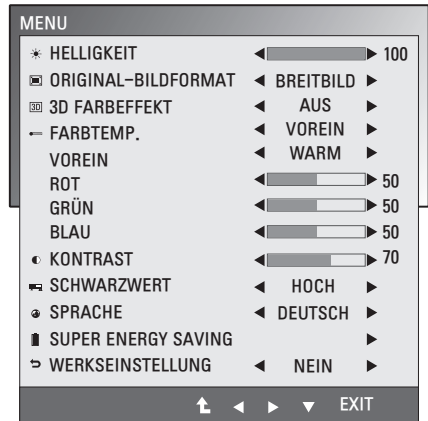 MENU
HELLIGKEIT 100
ORIGINAL-BILDFORMAT BREITBILD
3D 3D FARBEFFEKT AUS
FARBTEMP. VOREIN
VOREIN WARM
ROT 50
GRÜN 50
BLAU 50
KONTRAST 70
SCHWARZWERT HOCH
SPRACHE DEUTSCH
SUPER ENERGY SAVING
WERKSEINSTELLUNG NEIN
EXIT